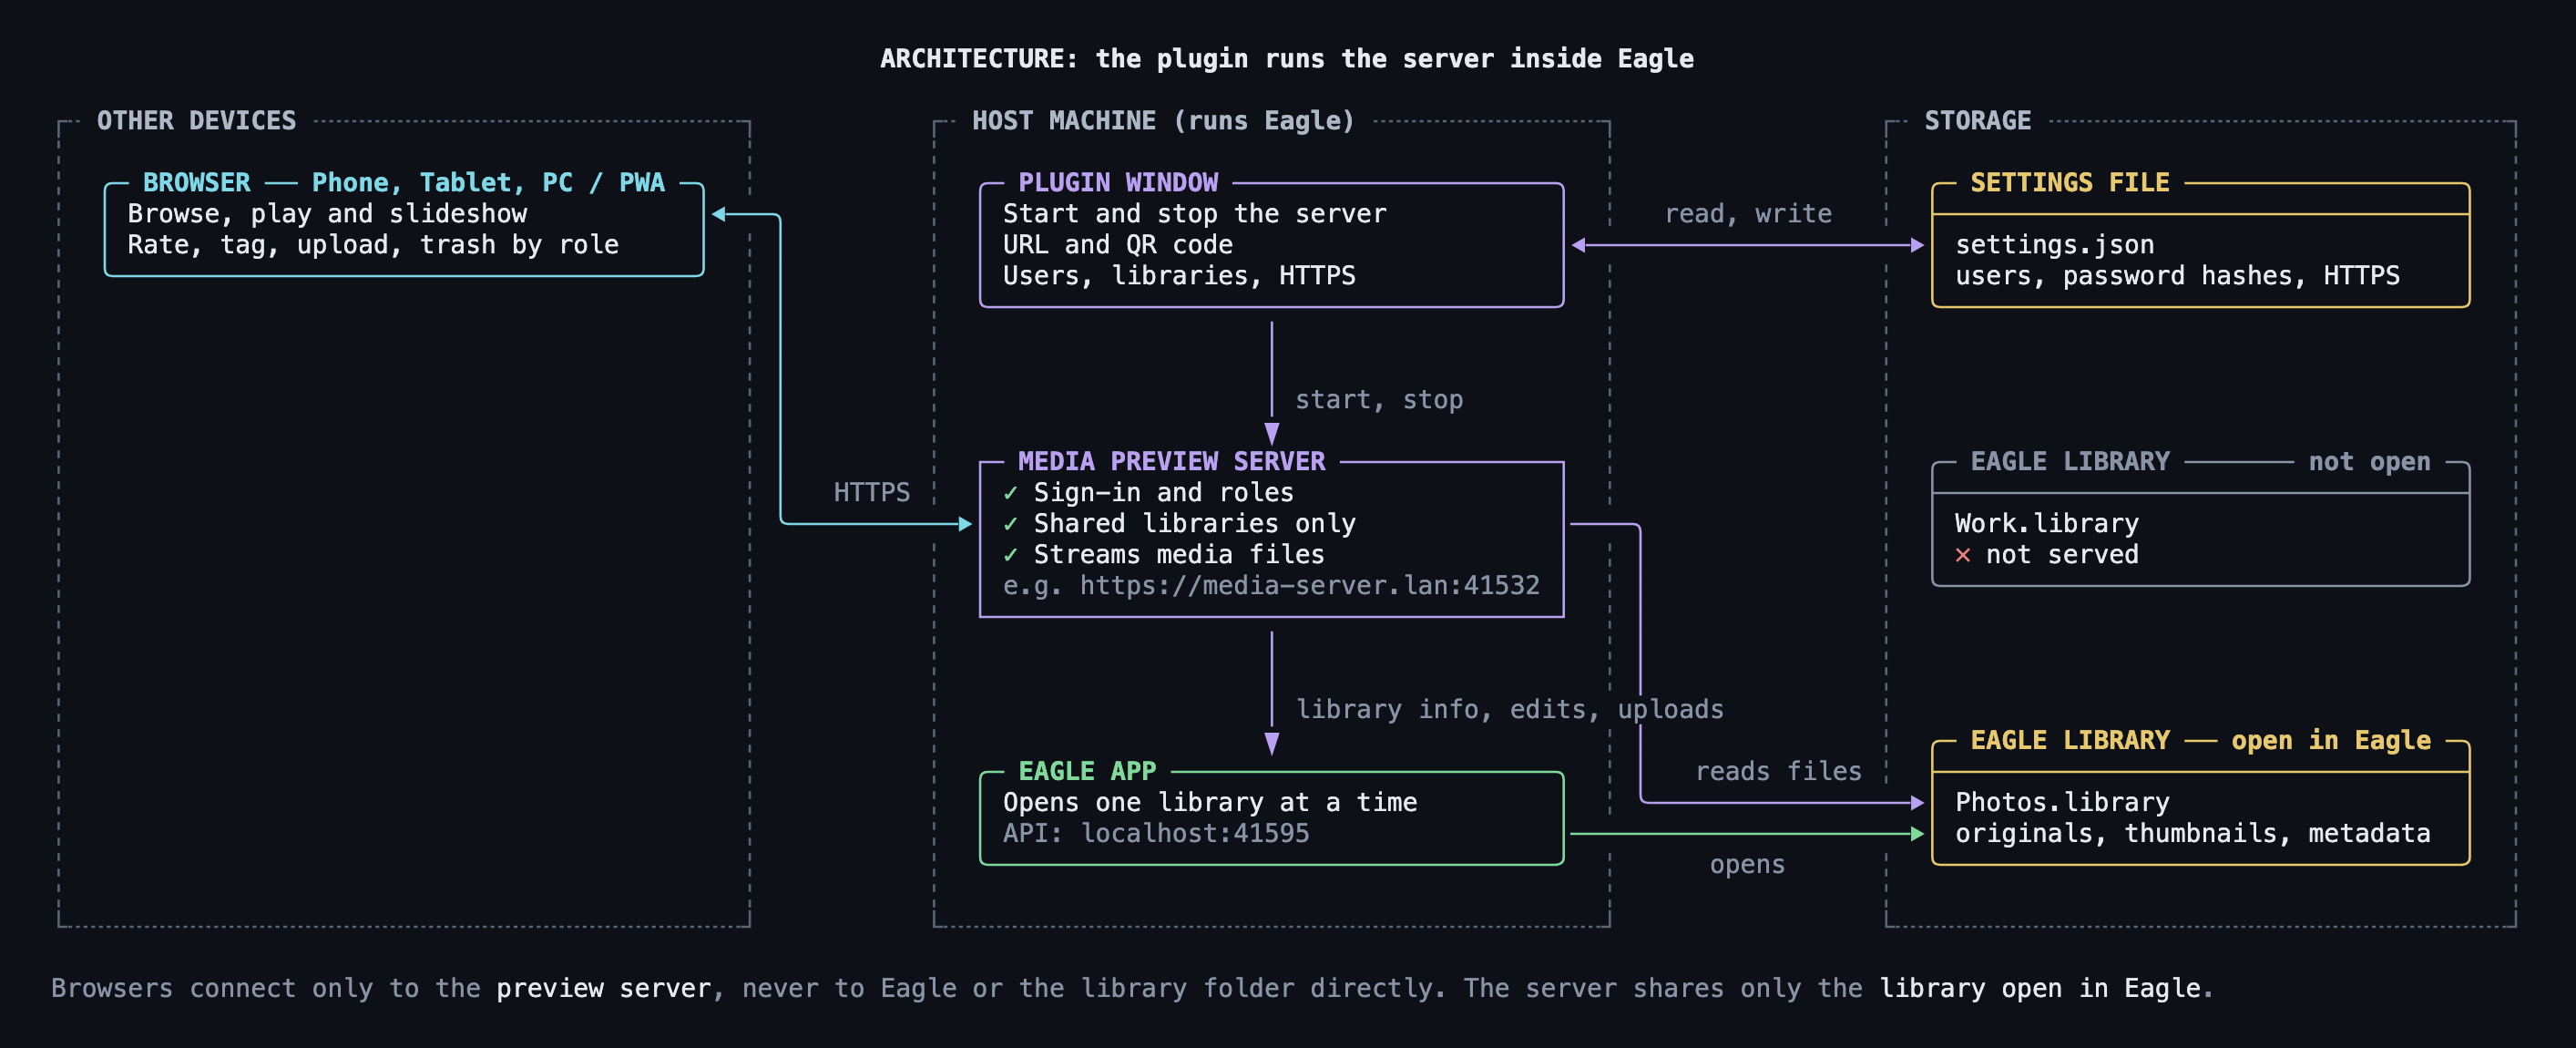 ARCHITECTURE: the plugin runs the server inside Eagle
OTHER DEVICES
BROWSER — Phone, Tablet, PC / PWA
Browse, play and slideshow
Rate, tag, upload, trash by role
HTTPS
HOST MACHINE (runs Eagle)
PLUGIN WINDOW
Start and stop the server
URL and QR code
Users, libraries, HTTPS
start, stop
MEDIA PREVIEW SERVER
✓ Sign-in and roles
✓ Shared libraries only
✓ Streams media files
e.g. https://media-server.lan:41532
library info, edits, uploads
EAGLE APP
Opens one library at a time
API: localhost:41595
read, write
reads files
opens
STORAGE
SETTINGS FILE
settings.json
users, password hashes, HTTPS
EAGLE LIBRARY — not open
Work.library
✕ not served
EAGLE LIBRARY — open in Eagle
Photos.library
originals, thumbnails, metadata
Browsers connect only to the preview server, never to Eagle or the library folder directly. The server shares only the library open in Eagle.